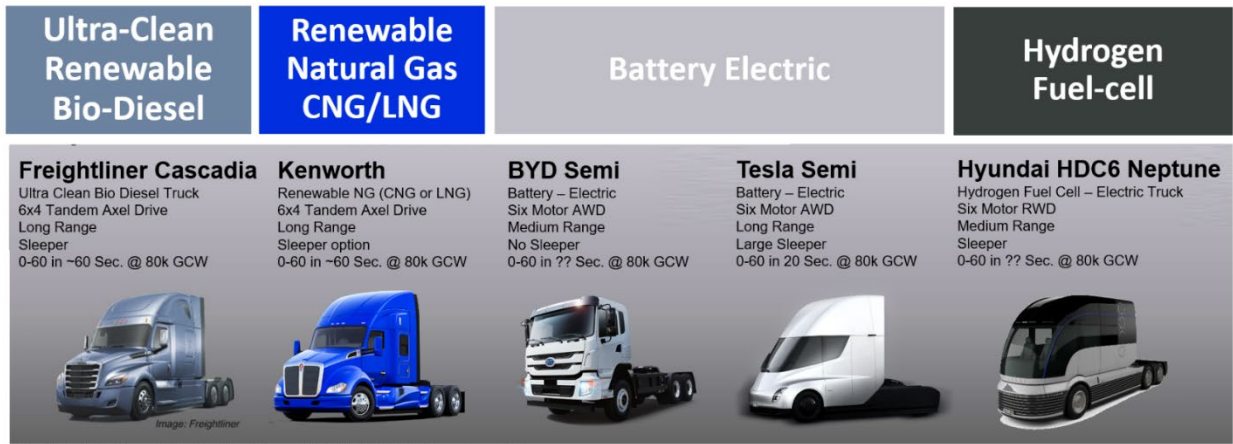 Ultra-Clean
Renewable
Bio-Diesel
Renewable
Natural Gas
CNG/LNG
Battery Electric
Hydrogen
Fuel-cell
Freightliner Cascadia
Ultra Clean Bio Diesel Truck
6x4 Tandem Axel Drive
Long Range
Sleeper
0-60 in ~60 Sec. @ 80k GCW
Kenworth
Renewable NG (CNG or LNG)
6x4 Tandem Axel Drive
Long Range
Sleeper option
0-60 in ~60 Sec. @ 80k GCW
BYD Semi
Battery – Electric
Six Motor AWD
Medium Range
No Sleeper
0-60 in ?? Sec. @ 80k GCW
Tesla Semi
Battery – Electric
Six Motor AWD
Long Range
Large Sleeper
0-60 in 20 Sec. @ 80k GCW
Hyundai HDC6 Neptune
Hydrogen Fuel Cell – Electric Truck
Six Motor RWD
Medium Range
Sleeper
0-60 in ?? Sec. @ 80k GCW
Image: Freightliner